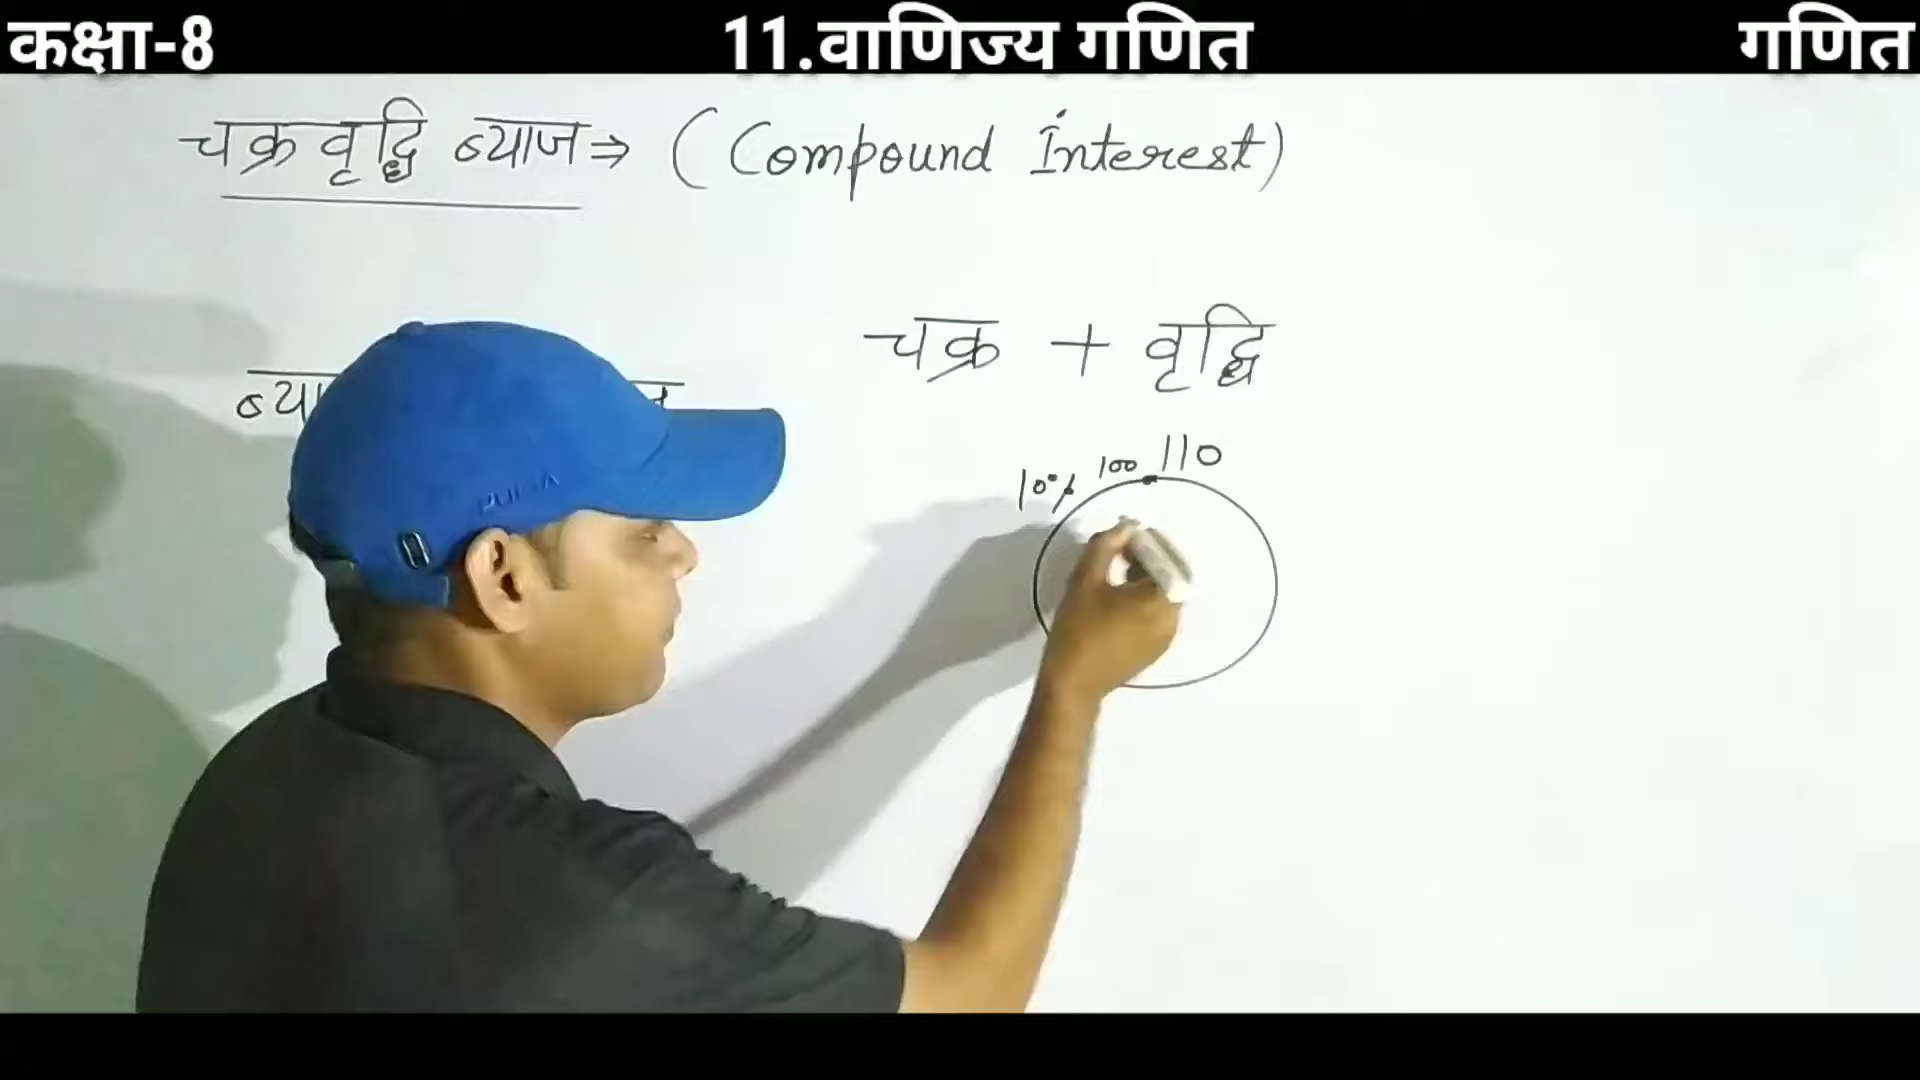 कक्षा-8 11.वाणिज्य गणित गणित
चक्रवृद्धि ब्याज ⇒ (Compound Interest)
चक्र + वृद्धि
10% 100 110